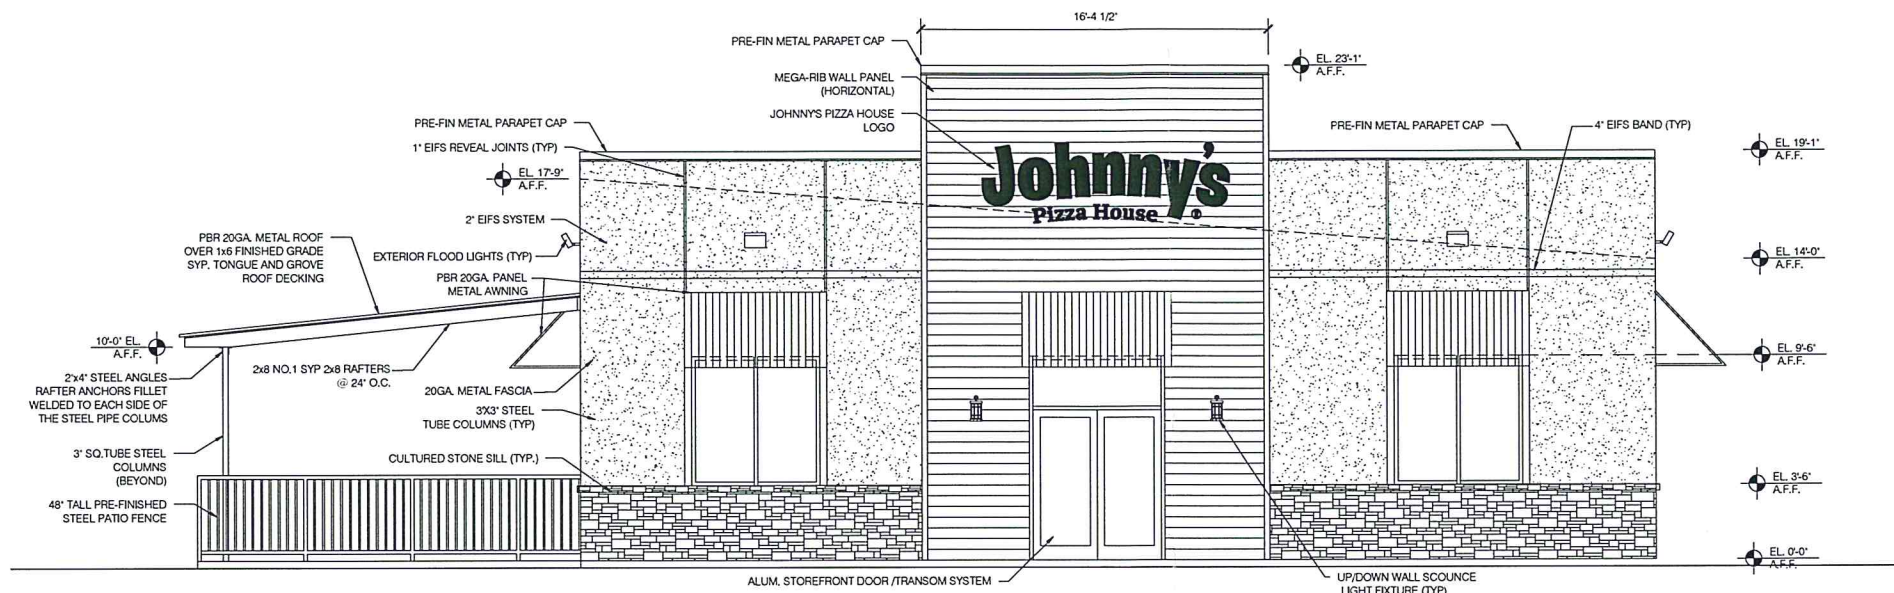 16'-4 1/2"
PRE-FIN METAL PARAPET CAP
EL. 23'-1"
A.F.F.
MEGA-RIB WALL PANEL
(HORIZONTAL)
JOHNNY'S PIZZA HOUSE
LOGO
PRE-FIN METAL PARAPET CAP
1" EIFS REVEAL JOINTS (TYP)
EL. 17'-9"
A.F.F.
2" EIFS SYSTEM
EXTERIOR FLOOD LIGHTS (TYP)
PBR 20GA. PANEL
METAL AWNING
PBR 20GA. METAL ROOF
OVER 1x6 FINISHED GRADE
SYP. TONGUE AND GROVE
ROOF DECKING
Johnny's
Pizza House ®
PRE-FIN METAL PARAPET CAP
4" EIFS BAND (TYP)
EL. 19'-1"
A.F.F.
EL. 14'-0"
A.F.F.
EL. 9'-6"
A.F.F.
EL. 3'-6"
A.F.F.
EL. 0'-0"
A.F.F.
10'-0" EL.
A.F.F.
2"x4" STEEL ANGLES
RAFTER ANCHORS FILLET
WELDED TO EACH SIDE OF
THE STEEL PIPE COLUMS
2x8 NO.1 SYP 2x8 RAFTERS
@ 24" O.C.
20GA. METAL FASCIA
3'X3" STEEL
TUBE COLUMNS (TYP)
3" SQ.TUBE STEEL
COLUMNS
(BEYOND)
CULTURED STONE SILL (TYP.)
48" TALL PRE-FINISHED
STEEL PATIO FENCE
ALUM. STOREFRONT DOOR /TRANSOM SYSTEM
UP/DOWN WALL SCOUNCE
LIGHT FIXTURE (TYP)